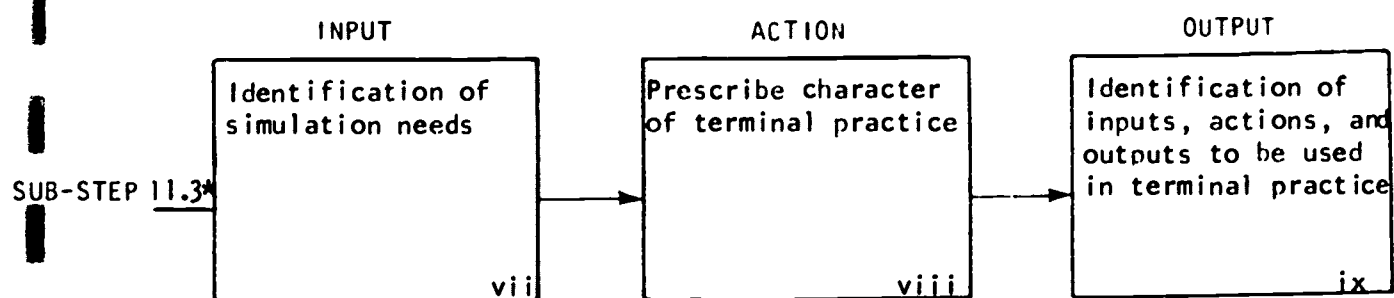 INPUT ACTION OUTPUT
Identification of
simulation needs
Prescribe character
of terminal practice
Identification of
inputs, actions, and
outputs to be used
in terminal practice
SUB-STEP 11.3*
vii viii ix